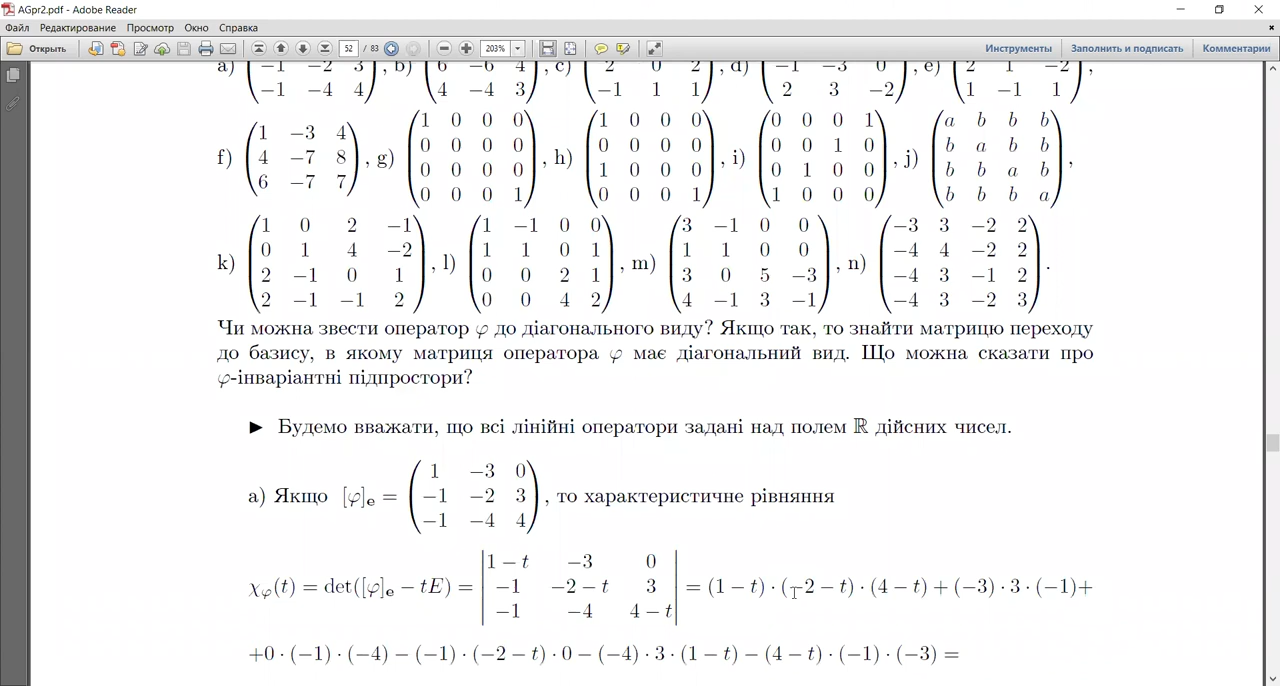 AGpr2.pdf - Adobe Reader
Файл Редактирование Просмотр Окно Справка
Открыть 52 / 83 203% Инструменты Заполнить и подписать Комментарии
a) (−1 −2 3), b) (6 −6 4), c) (2 0 2), d) (−1 −3 0), e) (2 1 −2),
−1 −4 4 4 −4 3 −1 1 1 2 3 −2 1 −1 1
1 0 0 0 1 0 0 0 0 0 0 1 a b b b
1 −3 4 0 0 0 0 0 0 0 0 0 0 1 0 b a b b
f) 4 −7 8 , g) 0 0 0 0 , h) 1 0 0 0 , i) 0 1 0 0 , j) b b a b ,
6 −7 7 0 0 0 1 0 0 0 1 1 0 0 0 b b b a
1 0 2 −1 1 −1 0 0 3 −1 0 0 −3 3 −2 2
0 1 4 −2 1 1 0 1 1 1 0 0 −4 4 −2 2
k) , l) , m) , n) .
2 −1 0 1 0 0 2 1 3 0 5 −3 −4 3 −1 2
2 −1 −1 2 0 0 4 2 4 −1 3 −1 −4 3 −2 3
Чи можна звести оператор φ до діагонального виду? Якщо так, то знайти матрицю переходу
до базису, в якому матриця оператора φ має діагональний вид. Що можна сказати про
φ-інваріантні підпростори?
▶ Будемо вважати, що всі лінійні оператори задані над полем ℝ дійсних чисел.
1 −3 0
a) Якщо [φ]e = −1 −2 3 , то характеристичне рівняння
−1 −4 4
1 − t −3 0
χφ(t) = det([φ]e − tE) = −1 −2 − t 3 = (1 − t) · (−2 − t) · (4 − t) + (−3) · 3 · (−1)+
−1 −4 4 − t
+0 · (−1) · (−4) − (−1) · (−2 − t) · 0 − (−4) · 3 · (1 − t) − (4 − t) · (−1) · (−3) =